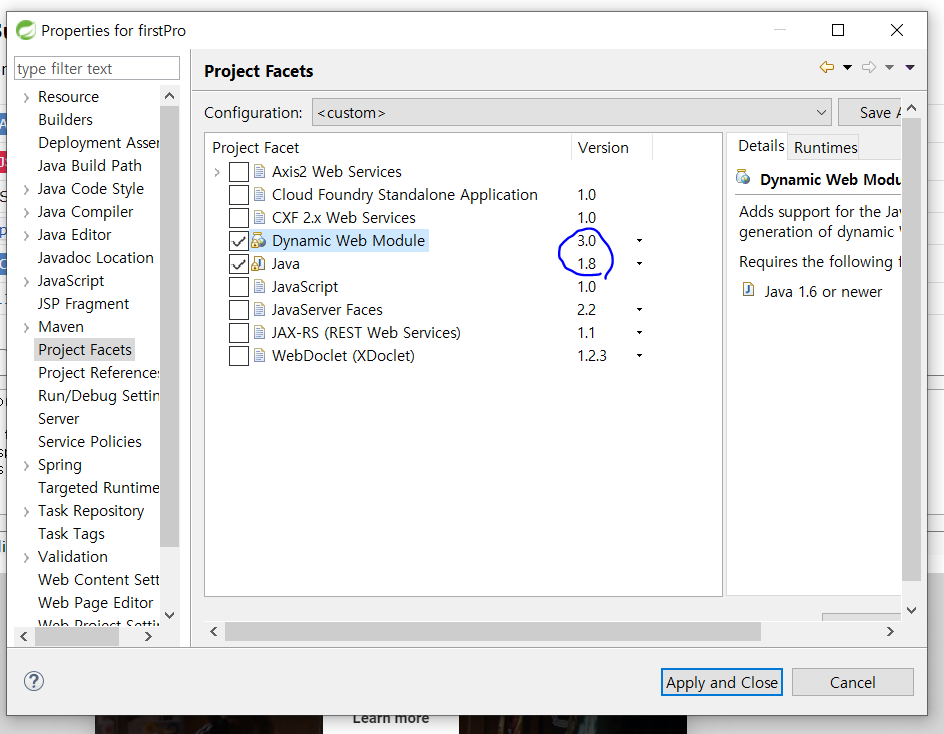 Properties for firstPro
type filter text
Resource
Builders
Deployment Asser
Java Build Path
Java Code Style
Java Compiler
Java Editor
Javadoc Location
JavaScript
JSP Fragment
Maven
Project Facets
Project References
Run/Debug Settin
Server
Service Policies
Spring
Targeted Runtime
Task Repository
Task Tags
Validation
Web Content Sett
Web Page Editor
Web Project Settin
Project Facets
Configuration: <custom> Save A
Project Facet Version
Axis2 Web Services
Cloud Foundry Standalone Application 1.0
CXF 2.x Web Services 1.0
Dynamic Web Module 3.0
Java 1.8
JavaScript 1.0
JavaServer Faces 2.2
JAX-RS (REST Web Services) 1.1
WebDoclet (XDoclet) 1.2.3
Details Runtimes
Dynamic Web Modu
Adds support for the Jav
generation of dynamic
Requires the following f
Java 1.6 or newer
Apply and Close Cancel
Learn more